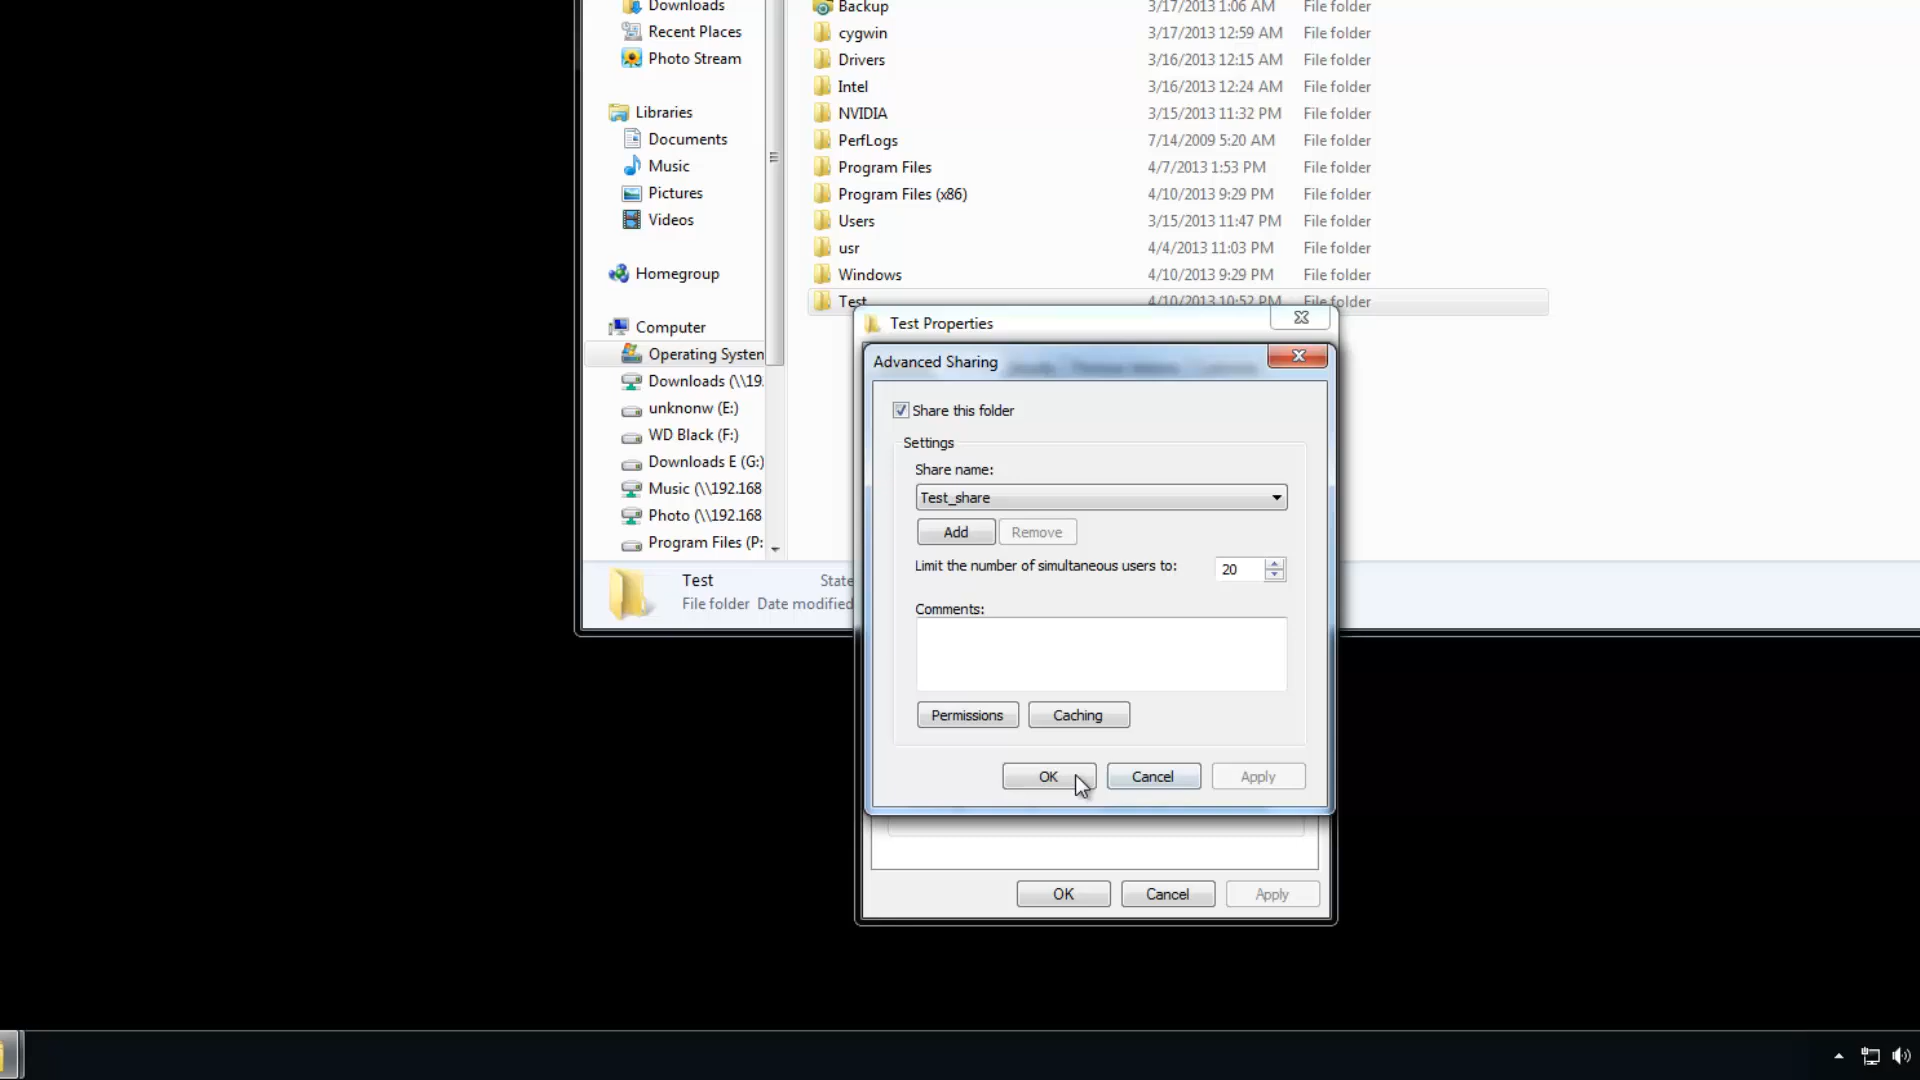 Downloads
Recent Places
Photo Stream
Libraries
Documents
Music
Pictures
Videos
Homegroup
Computer
Operating System
Downloads (\\19.
unknonw (E:)
WD Black (F:)
Downloads E (G:)
Music (\\192.168
Photo (\\192.168
Program Files (P:
Backup 3/17/2013 1:06 AM File folder
cygwin 3/17/2013 12:59 AM File folder
Drivers 3/16/2013 12:15 AM File folder
Intel 3/16/2013 12:24 AM File folder
NVIDIA 3/15/2013 11:32 PM File folder
PerfLogs 7/14/2009 5:20 AM File folder
Program Files 4/7/2013 1:53 PM File folder
Program Files (x86) 4/10/2013 9:29 PM File folder
Users 3/15/2013 11:47 PM File folder
usr 4/4/2013 11:03 PM File folder
Windows 4/10/2013 9:29 PM File folder
Test 4/10/2013 10:52 PM File folder
Test State
File folder Date modified
Test Properties
Advanced Sharing
Share this folder
Settings
Share name:
Test_share
Add Remove
Limit the number of simultaneous users to: 20
Comments:
Permissions Caching
OK Cancel Apply
OK Cancel Apply